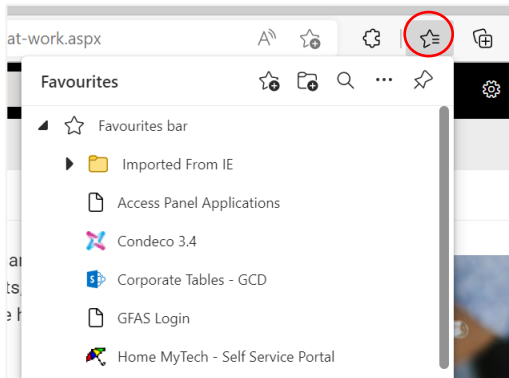 at-work.aspx
Favourites
Favourites bar
Imported From IE
Access Panel Applications
Condeco 3.4
Corporate Tables - GCD
GFAS Login
Home MyTech - Self Service Portal